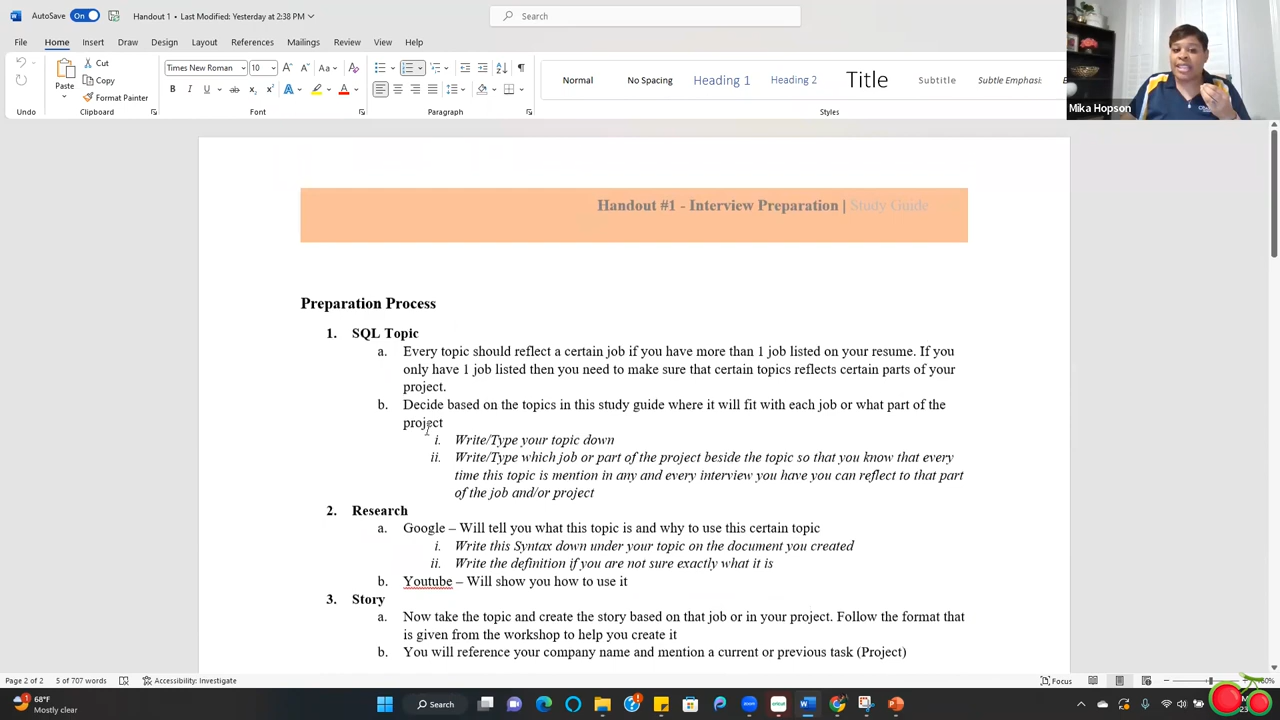 AutoSave On Handout 1 • Last Modified: Yesterday at 2:38 PM Search
File Home Insert Draw Design Layout References Mailings Review View Help
Paste Cut Copy Format Painter
Times New Roman 10 Aa
Normal No Spacing Heading 1 Heading 2 Title Subtitle Subtle Emphasi.
Undo Clipboard Font Paragraph Styles
Mika Hopson
Handout #1 - Interview Preparation | Study Guide
Preparation Process
1. SQL Topic
a. Every topic should reflect a certain job if you have more than 1 job listed on your resume. If you
only have 1 job listed then you need to make sure that certain topics reflects certain parts of your
project.
b. Decide based on the topics in this study guide where it will fit with each job or what part of the
project
i. Write/Type your topic down
ii. Write/Type which job or part of the project beside the topic so that you know that every
time this topic is mention in any and every interview you have you can reflect to that part
of the job and/or project
2. Research
a. Google – Will tell you what this topic is and why to use this certain topic
i. Write this Syntax down under your topic on the document you created
ii. Write the definition if you are not sure exactly what it is
b. Youtube – Will show you how to use it
3. Story
a. Now take the topic and create the story based on that job or in your project. Follow the format that
is given from the workshop to help you create it
b. You will reference your company name and mention a current or previous task (Project)
Page 2 of 2 5 of 707 words Accessibility: Investigate Focus
68°F
Mostly clear
Search